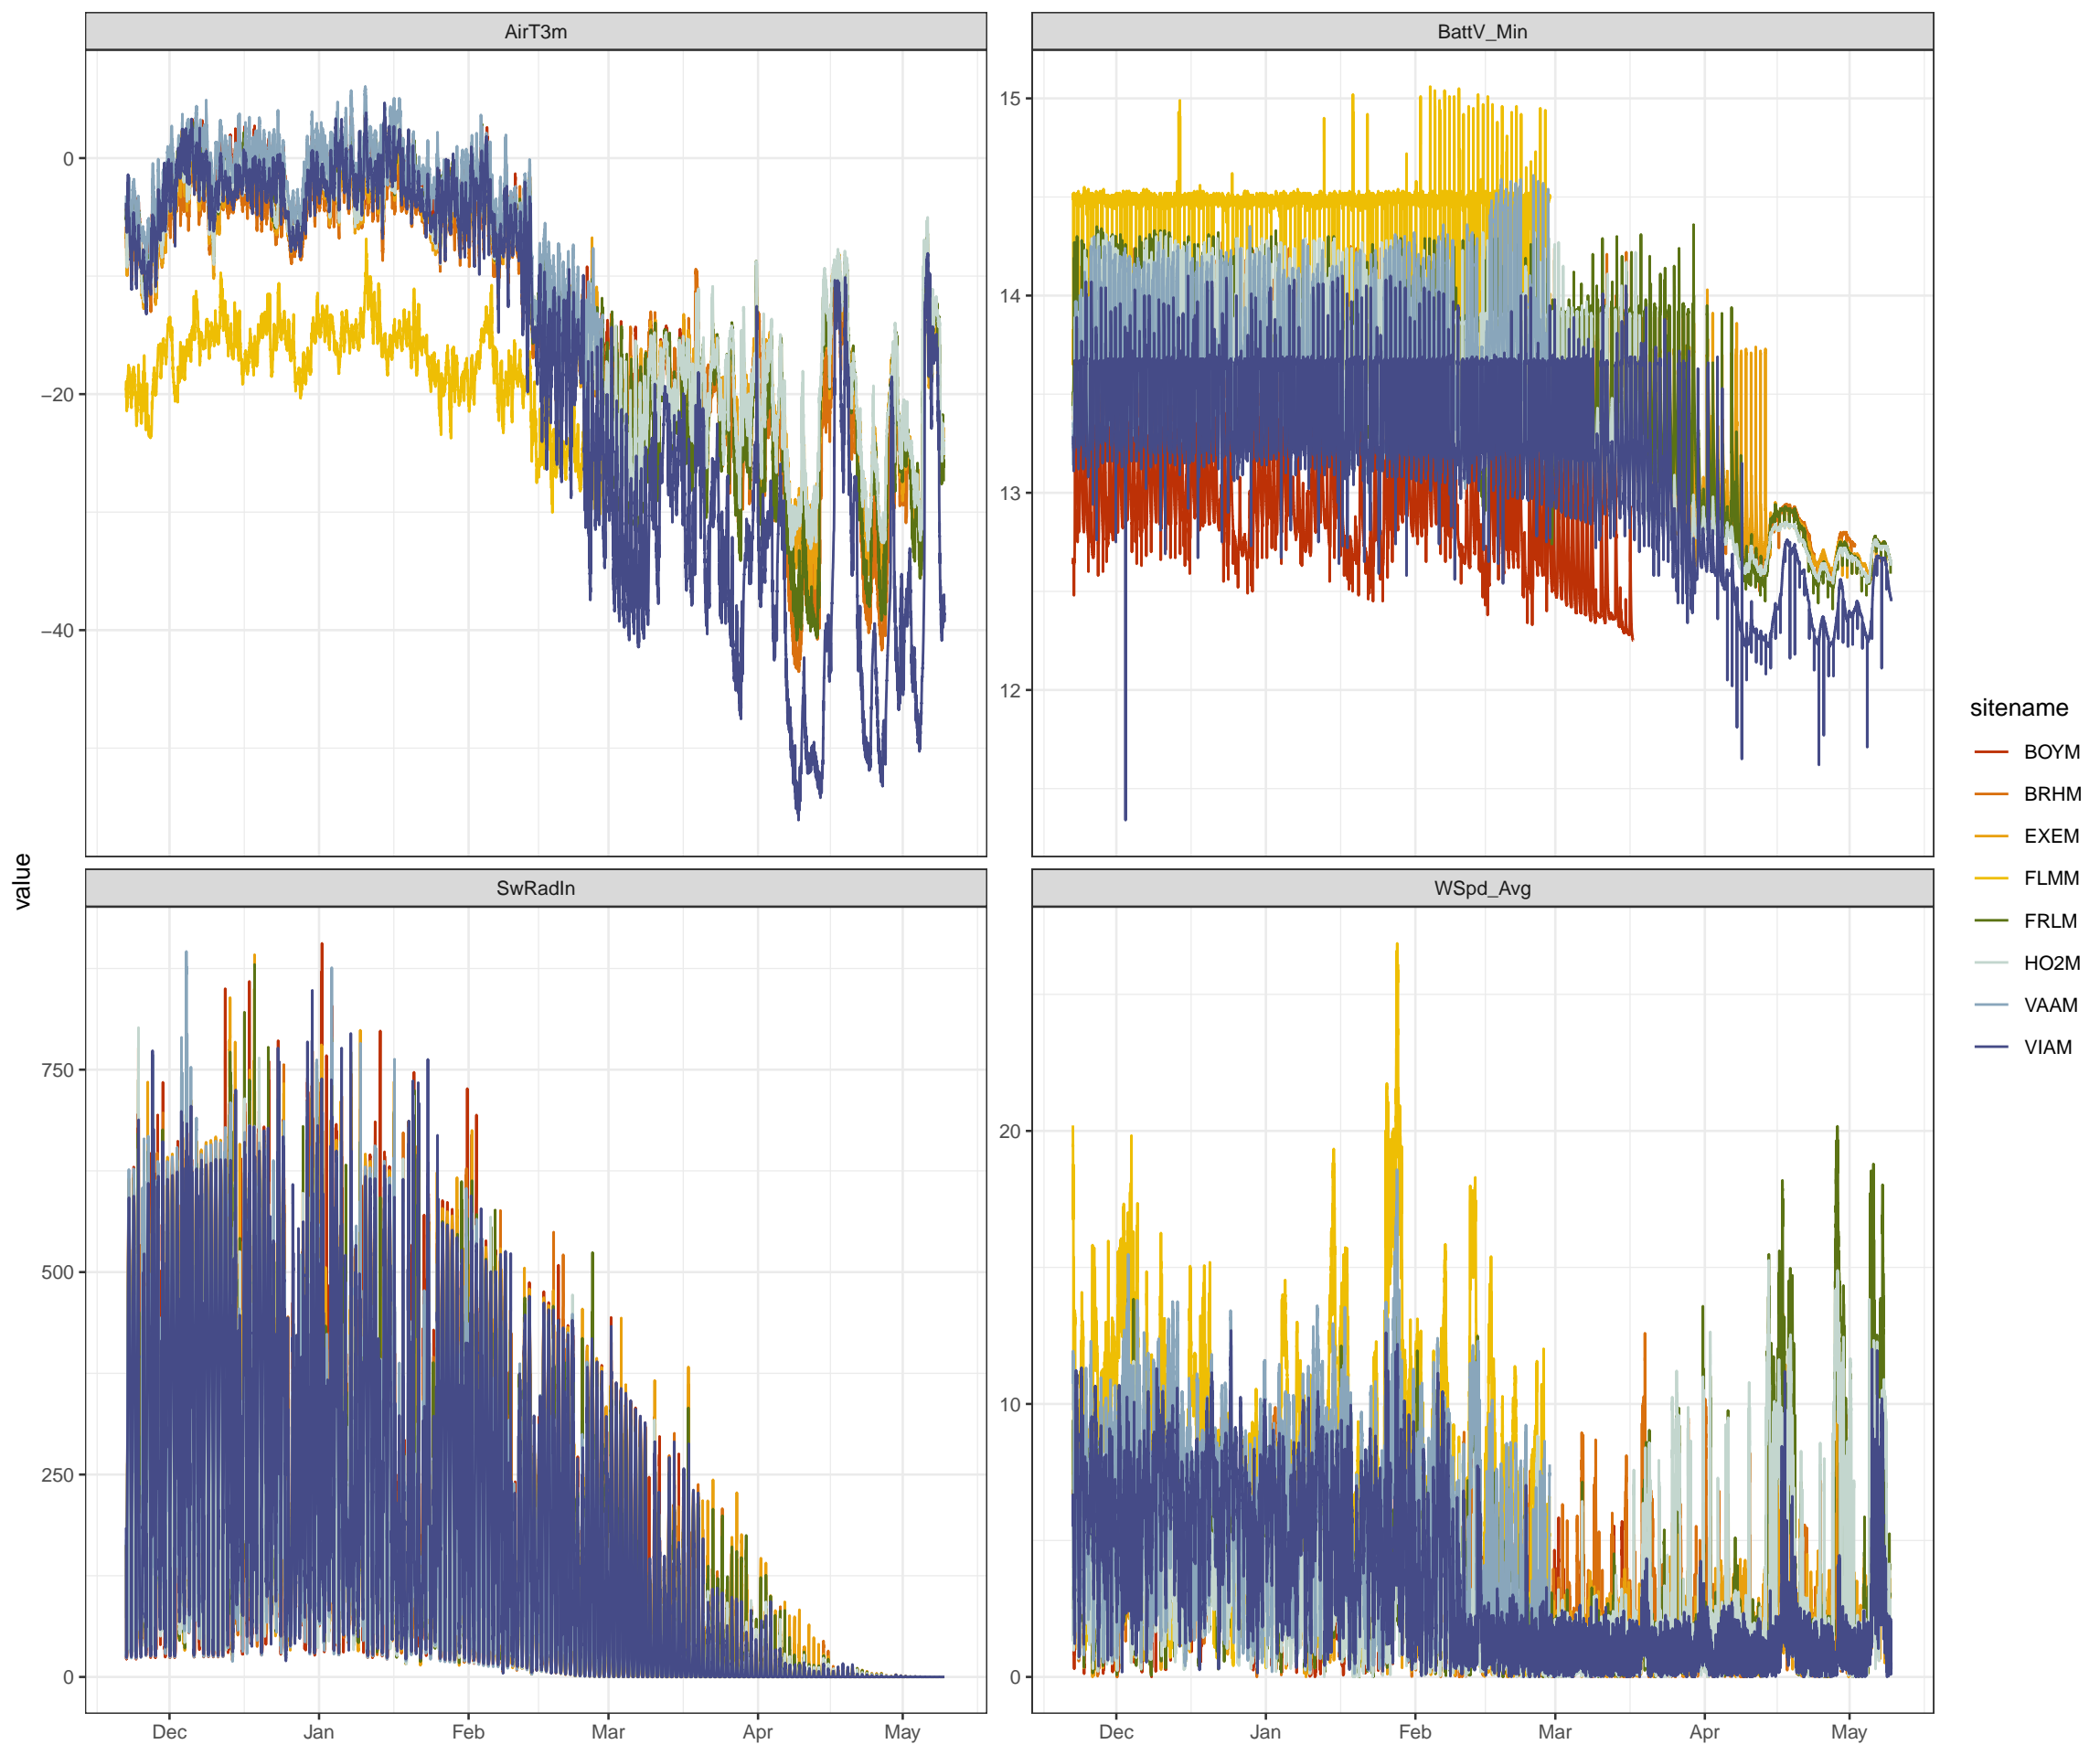 AirT3m
BattV_Min
0
−20
−40
15
14
13
12
value
SwRadIn
WSpd_Avg
750
500
250
0
20
10
0
Dec Jan Feb Mar Apr May
Dec Jan Feb Mar Apr May
sitename
BOYM
BRHM
EXEM
FLMM
FRLM
HO2M
VAAM
VIAM